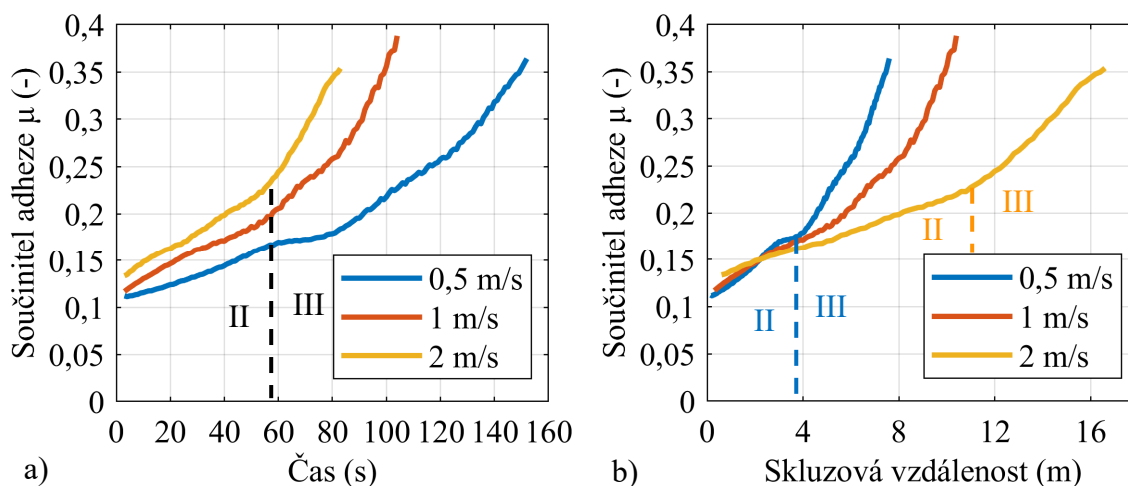 0,4
0,35
0,3
0,25
0,2
0,15
0,1
0,05
0
Součinitel adheze μ (-)
II
III
0,5 m/s
1 m/s
2 m/s
0 20 40 60 80 100 120 140 160
Čas (s)
a)
0,4
0,35
0,3
0,25
0,2
0,15
0,1
0,05
0
Součinitel adheze μ (-)
III
II
II
III
0,5 m/s
1 m/s
2 m/s
0 4 8 12 16
Skluzová vzdálenost (m)
b)